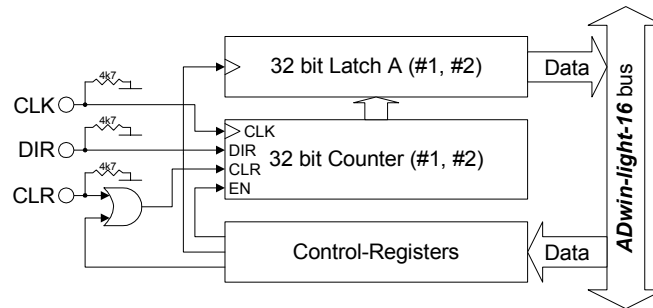 4k7
32 bit Latch A (#1, #2)
Data
CLK
4k7
CLK
DIR
DIR
32 bit Counter (#1, #2)
4k7
CLR
CLR
EN
Control-Registers
Data
ADwin-light-16 bus